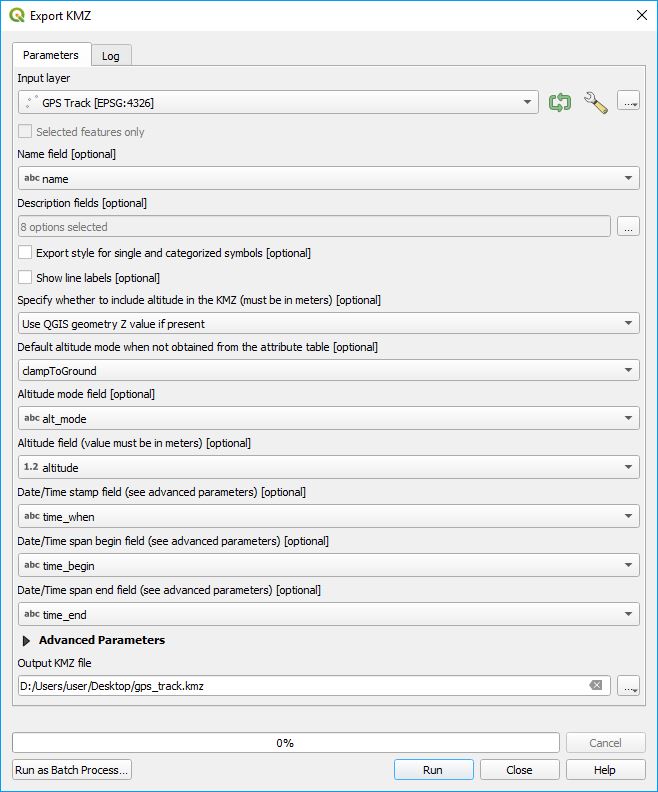 Export KMZ
Parameters Log
Input layer
GPS Track [EPSG:4326]
...
Selected features only
Name field [optional]
abc name
Description fields [optional]
8 options selected
...
Export style for single and categorized symbols [optional]
Show line labels [optional]
Specify whether to include altitude in the KMZ (must be in meters) [optional]
Use QGIS geometry Z value if present
Default altitude mode when not obtained from the attribute table [optional]
clampToGround
Altitude mode field [optional]
abc alt_mode
Altitude field (value must be in meters) [optional]
1.2 altitude
Date/Time stamp field (see advanced parameters) [optional]
abc time_when
Date/Time span begin field (see advanced parameters) [optional]
abc time_begin
Date/Time span end field (see advanced parameters) [optional]
abc time_end
Advanced Parameters
Output KMZ file
D:/Users/user/Desktop/gps_track.kmz
...
0%
Cancel
Run as Batch Process... Run Close Help